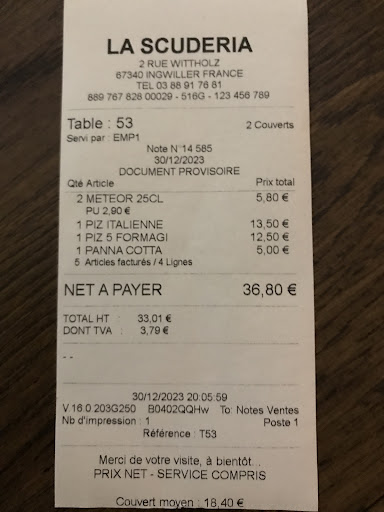 LA SCUDERIA
2 RUE WITTHOLZ
67340 INGWILLER FRANCE
TEL 03 88 91 76 81
889 767 828 00029 - 516G - 123 456 789
Table : 53 2 Couverts
Servi par : EMP1
Note N°14 585
30/12/2023
DOCUMENT PROVISOIRE
Qté Article Prix total
2 METEOR 25CL 5,80 €
PU 2,90 €
1 PIZ ITALIENNE 13,50 €
1 PIZ 5 FORMAGI 12,50 €
1 PANNA COTTA 5,00 €
5 Articles facturés / 4 Lignes
NET A PAYER 36,80 €
TOTAL HT : 33,01 €
DONT TVA : 3,79 €
- -
30/12/2023 20:05:59
V 16.0.203G250 B0402QQHw To: Notes Ventes
Nb d'impression : 1 Poste 1
Référence : T53
Merci de votre visite, à bientôt...
PRIX NET - SERVICE COMPRIS
Couvert moyen : 18,40 €